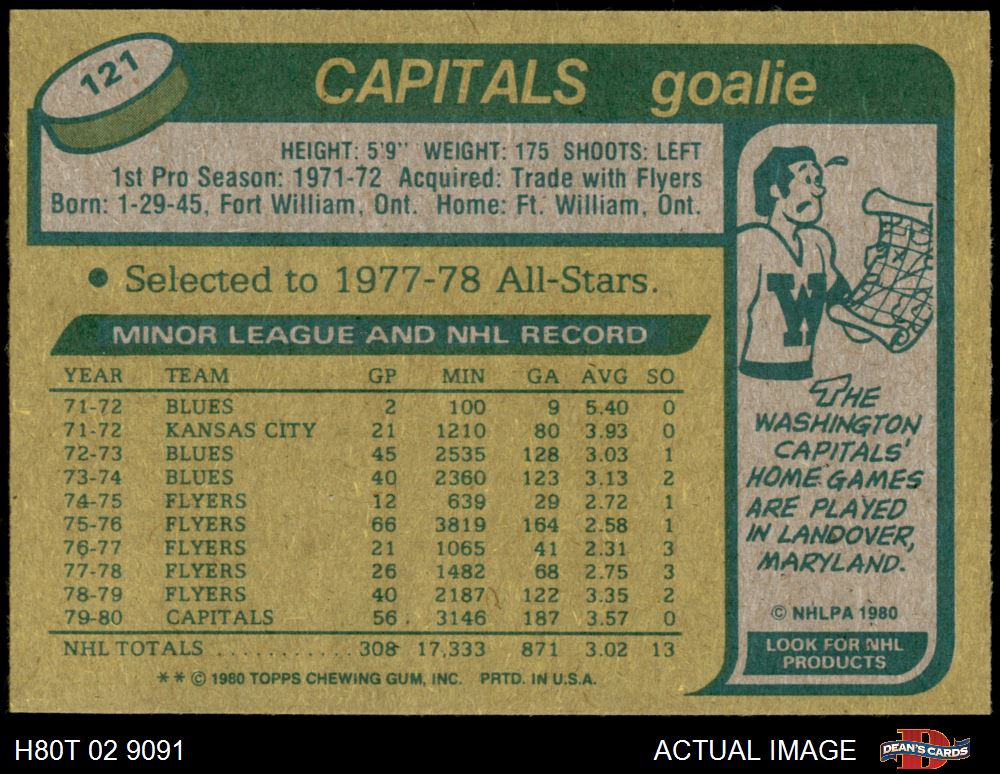 121
CAPITALS goalie
HEIGHT: 5'9" WEIGHT: 175 SHOOTS: LEFT
1st Pro Season: 1971-72 Acquired: Trade with Flyers
Born: 1-29-45, Fort William, Ont. Home: Ft. William, Ont.
• Selected to 1977-78 All-Stars.
MINOR LEAGUE AND NHL RECORD
YEAR TEAM GP MIN GA AVG SO
71-72 BLUES 2 100 9 5.40 0
71-72 KANSAS CITY 21 1210 80 3.93 0
72-73 BLUES 45 2535 128 3.03 1
73-74 BLUES 40 2360 123 3.13 2
74-75 FLYERS 12 639 29 2.72 1
75-76 FLYERS 66 3819 164 2.58 1
76-77 FLYERS 21 1065 41 2.31 3
77-78 FLYERS 26 1482 68 2.75 3
78-79 FLYERS 40 2187 122 3.35 2
79-80 CAPITALS 56 3146 187 3.57 0
NHL TOTALS ............ 308 17,333 871 3.02 13
** © 1980 TOPPS CHEWING GUM, INC. PRTD. IN U.S.A.
W
THE
WASHINGTON
CAPITALS'
HOME GAMES
ARE PLAYED
IN LANDOVER,
MARYLAND.
© NHLPA 1980
LOOK FOR NHL
PRODUCTS
H80T 02 9091
ACTUAL IMAGE
D
DEAN'S CARDS